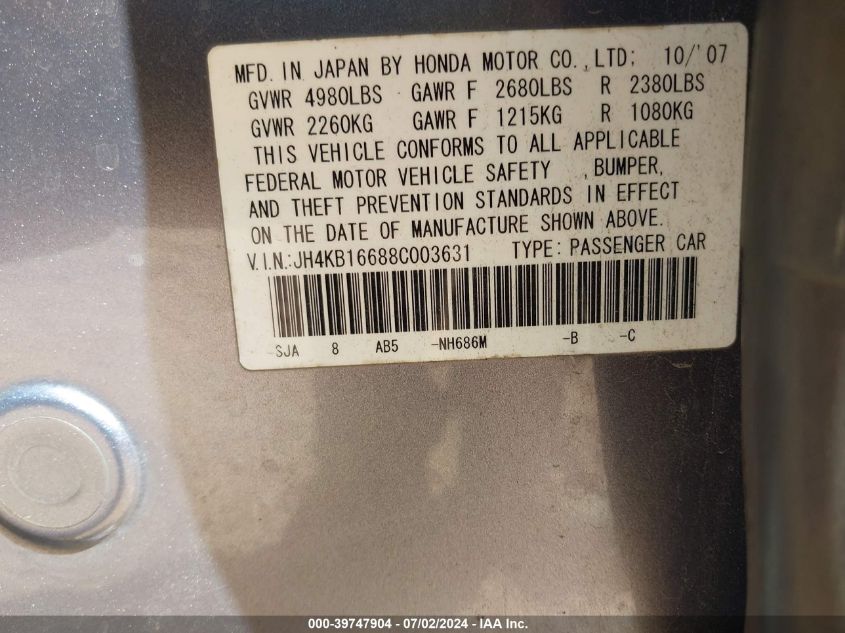 MFD. IN JAPAN BY HONDA MOTOR CO., LTD: 10/'07
GVWR 4980LBS GAWR F 2680LBS R 2380LBS
GVWR 2260KG GAWR F 1215KG R 1080KG
THIS VEHICLE CONFORMS TO ALL APPLICABLE
FEDERAL MOTOR VEHICLE SAFETY , BUMPER,
AND THEFT PREVENTION STANDARDS IN EFFECT
ON THE DATE OF MANUFACTURE SHOWN ABOVE.
V.I.N.:JH4KB16688C003631 TYPE: PASSENGER CAR
SJA 8 AB5 -NH686M -B -C
000-39747904 - 07/02/2024 - IAA Inc.